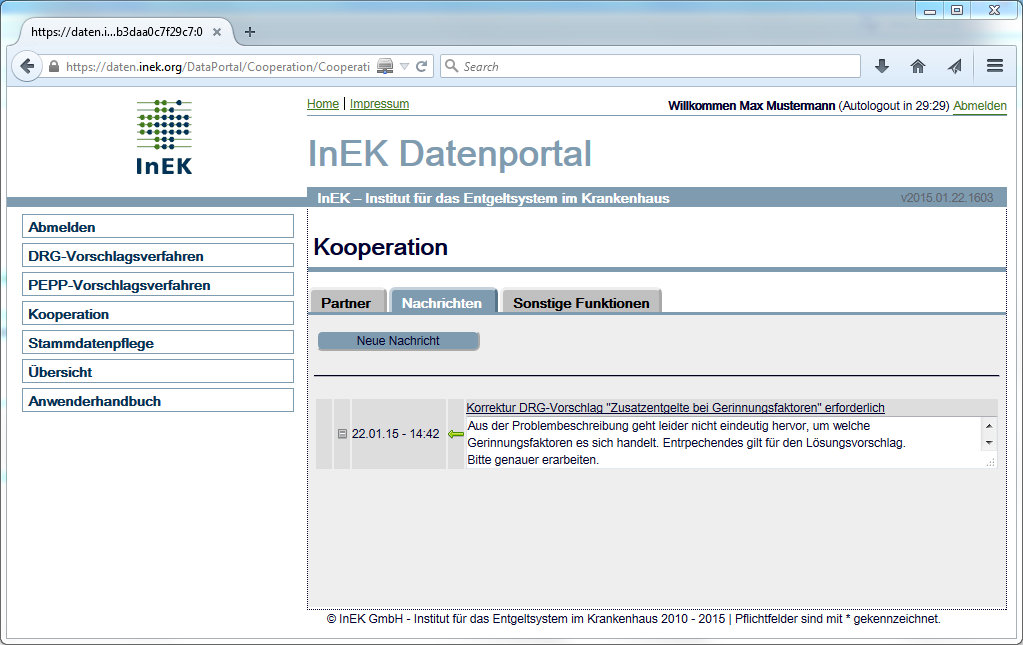 https://daten.i...b3daa0c7f29c7:0
https://daten.inek.org/DataPortal/Cooperation/Cooperati
Search
InEK
Home | Impressum
Willkommen Max Mustermann (Autologout in 29:29) Abmelden
InEK Datenportal
InEK – Institut für das Entgeltsystem im Krankenhaus
v2015.01.22.1603
Abmelden
DRG-Vorschlagsverfahren
PEPP-Vorschlagsverfahren
Kooperation
Stammdatenpflege
Übersicht
Anwenderhandbuch
Kooperation
Partner
Nachrichten
Sonstige Funktionen
Neue Nachricht
22.01.15 - 14:42
Korrektur DRG-Vorschlag "Zusatzentgelte bei Gerinnungsfaktoren" erforderlich
Aus der Problembeschreibung geht leider nicht eindeutig hervor, um welche
Gerinnungsfaktoren es sich handelt. Entrpechendes gilt für den Lösungsvorschlag.
Bitte genauer erarbeiten.
© InEK GmbH - Institut für das Entgeltsystem im Krankenhaus 2010 - 2015 | Pflichtfelder sind mit * gekennzeichnet.